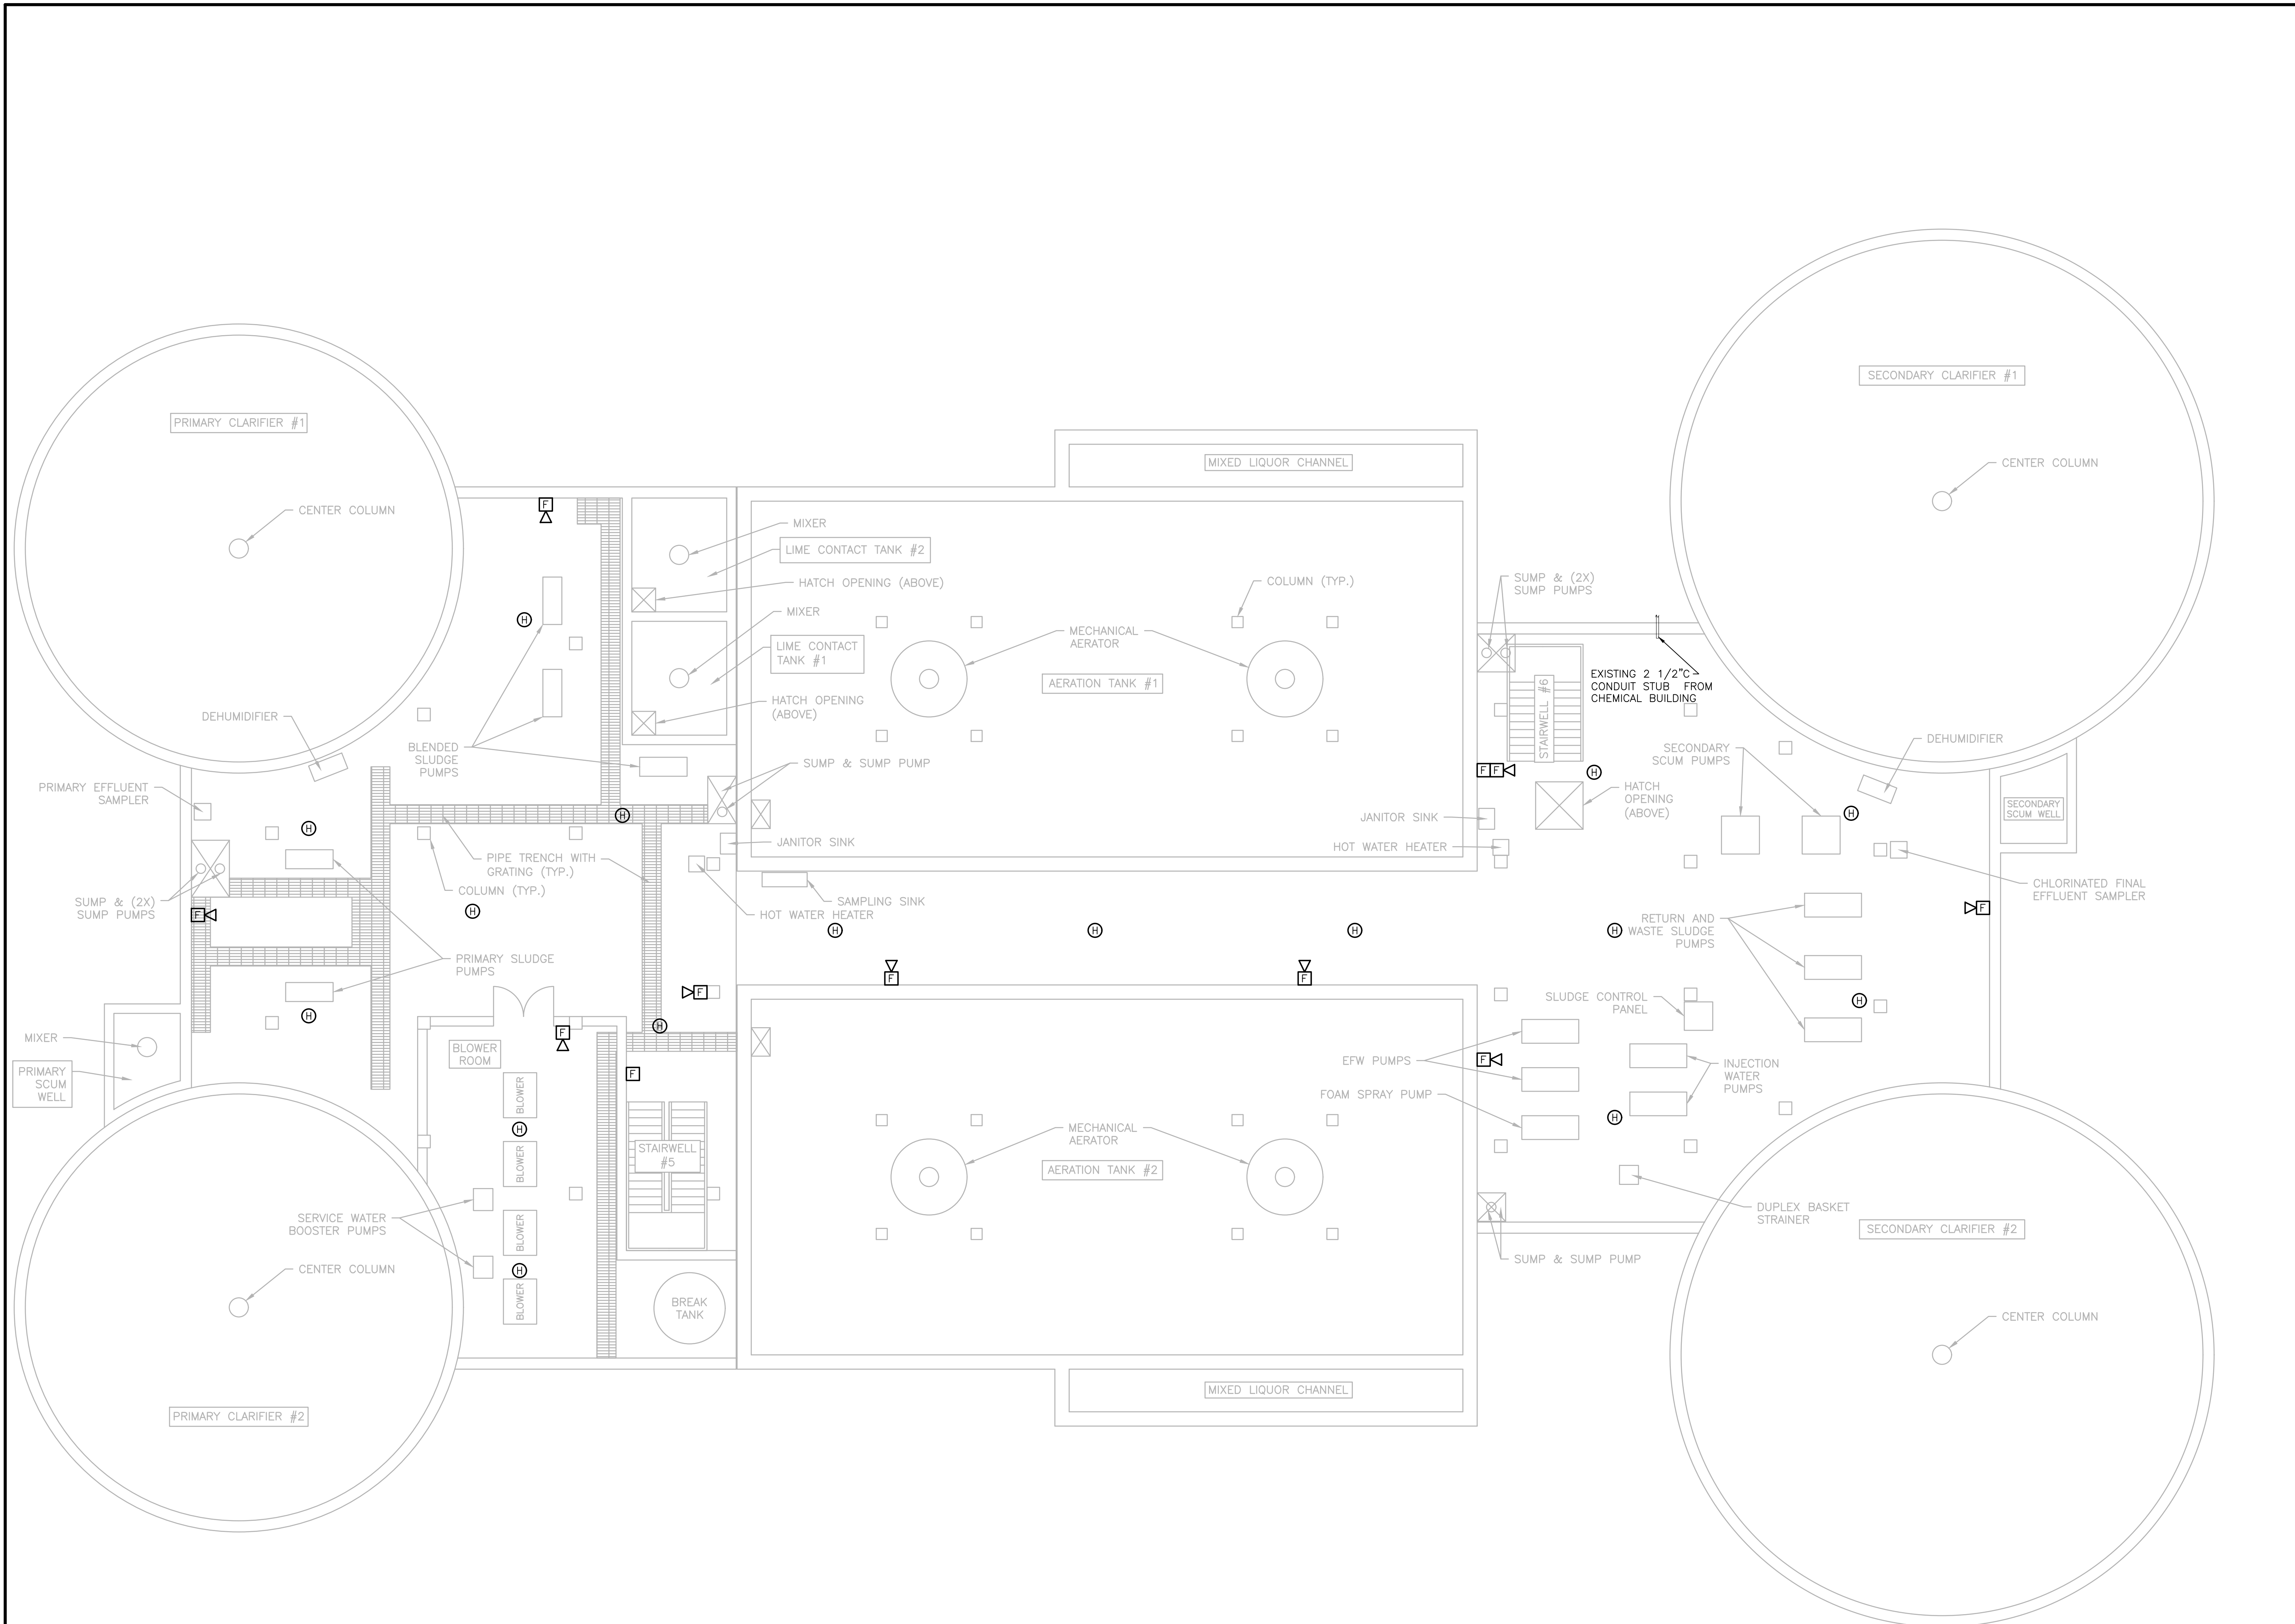 SECONDARY CLARIFIER #1
PRIMARY CLARIFIER #1
MIXED LIQUOR CHANNEL
CENTER COLUMN
CENTER COLUMN
F
MIXER
LIME CONTACT TANK #2
HATCH OPENING (ABOVE)
COLUMN (TYP.)
SUMP & (2X)
SUMP PUMPS
MIXER
H
MECHANICAL
AERATOR
LIME CONTACT
TANK #1
AERATION TANK #1
STAIRWELL #6
EXISTING 2 1/2"C
CONDUIT STUB FROM
CHEMICAL BUILDING
HATCH OPENING
(ABOVE)
DEHUMIDIFIER
BLENDED
SLUDGE
PUMPS
SUMP & SUMP PUMP
SECONDARY
SCUM PUMPS
DEHUMIDIFIER
F F
H
PRIMARY EFFLUENT
SAMPLER
HATCH
OPENING
(ABOVE)
SECONDARY
SCUM WELL
H
H
H
JANITOR SINK
JANITOR SINK
HOT WATER HEATER
PIPE TRENCH WITH
GRATING (TYP.)
COLUMN (TYP.)
CHLORINATED FINAL
EFFLUENT SAMPLER
SUMP & (2X)
SUMP PUMPS
F
H
SAMPLING SINK
HOT WATER HEATER
F
H
H
H
H
RETURN AND
WASTE SLUDGE
PUMPS
PRIMARY SLUDGE
PUMPS
F
F
F
SLUDGE CONTROL
PANEL
H
H
H
F
MIXER
BLOWER
ROOM
PRIMARY
SCUM
WELL
F
EFW PUMPS
F
INJECTION
WATER
PUMPS
BLOWER
FOAM SPRAY PUMP
H
H
MECHANICAL
AERATOR
STAIRWELL
#5
BLOWER
AERATION TANK #2
SERVICE WATER
BOOSTER PUMPS
BLOWER
DUPLEX BASKET
STRAINER
SECONDARY CLARIFIER #2
SUMP & SUMP PUMP
CENTER COLUMN
H
BLOWER
BREAK
TANK
CENTER COLUMN
MIXED LIQUOR CHANNEL
PRIMARY CLARIFIER #2